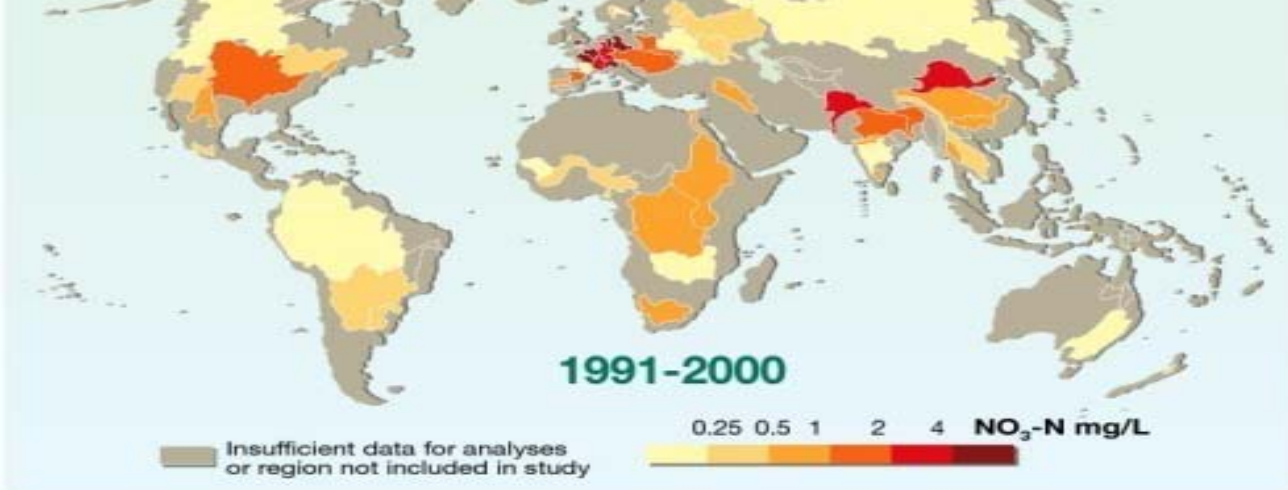 1991-2000
0.25 0.5 1 2 4 NO₃-N mg/L
Insufficient data for analyses
or region not included in study